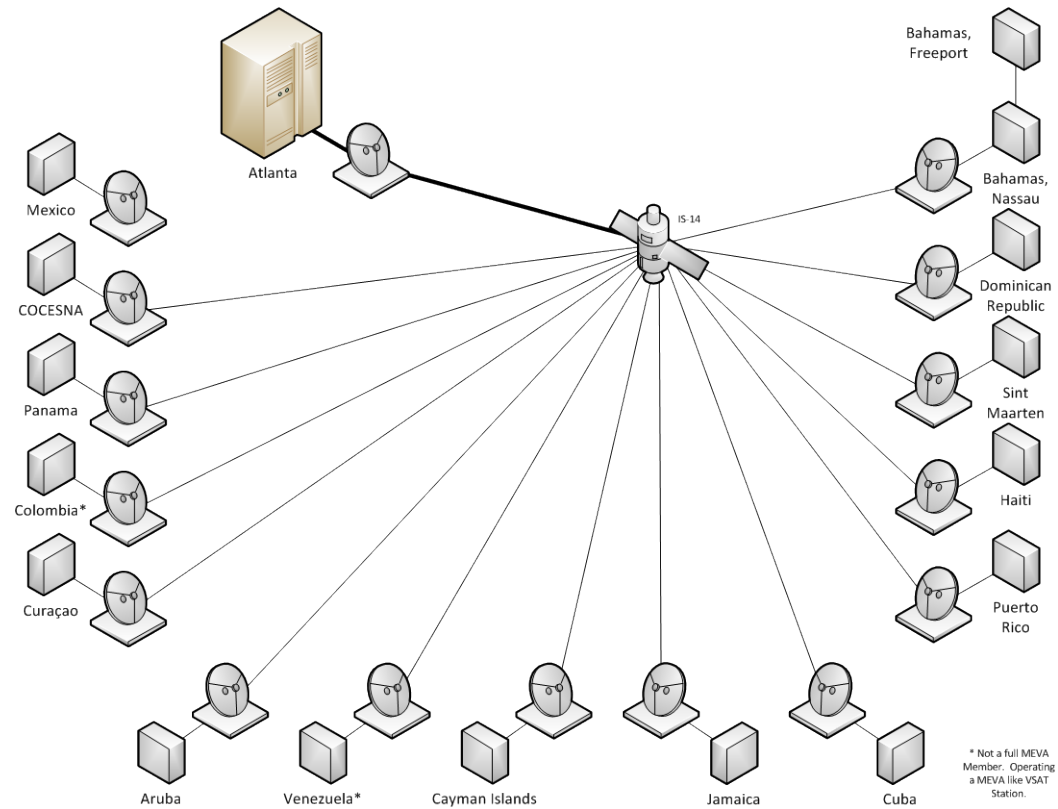 Bahamas,
Freeport
Atlanta
Mexico
Bahamas,
Nassau
IS-14
COCESNA
Dominican
Republic
Panama
Sint
Maarten
Colombia*
Haiti
Curaçao
Puerto
Rico
Aruba
Venezuela*
Cayman Islands
Jamaica
Cuba
* Not a full MEVA
Member. Operating
a MEVA like VSAT
Station.